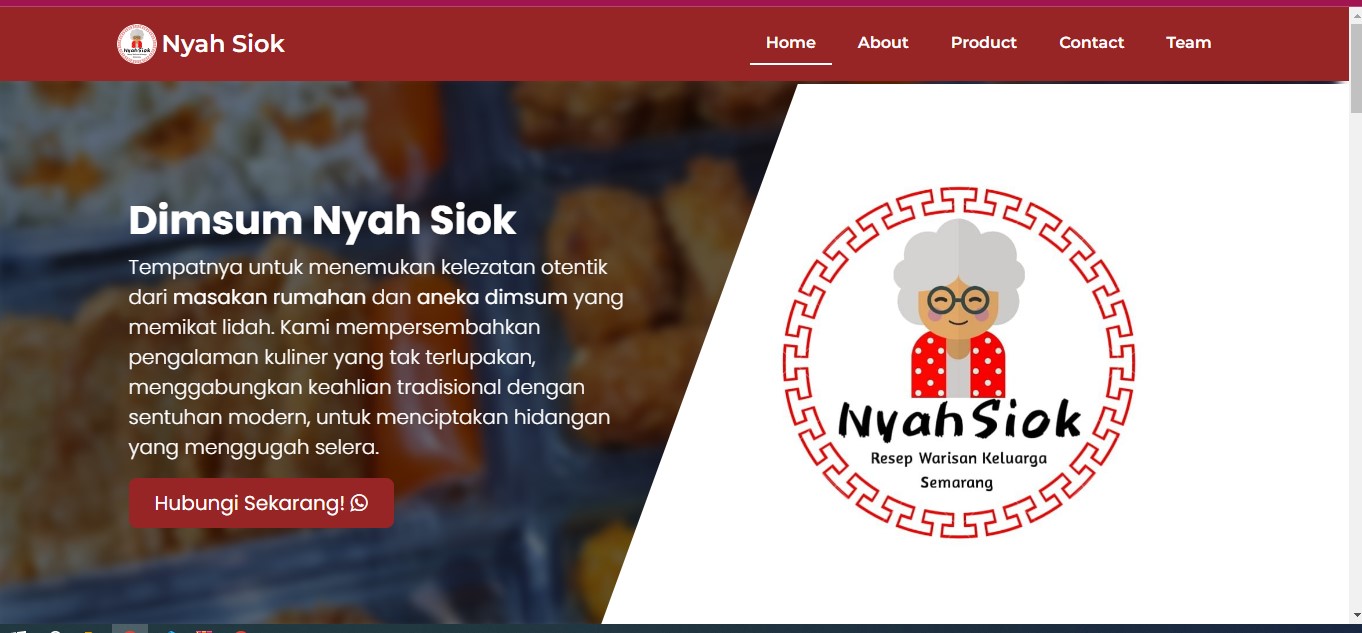 Nyah Siok
Home About Product Contact Team
Dimsum Nyah Siok
Tempatnya untuk menemukan kelezatan otentik
dari masakan rumahan dan aneka dimsum yang
memikat lidah. Kami mempersembahkan
pengalaman kuliner yang tak terlupakan,
menggabungkan keahlian tradisional dengan
sentuhan modern, untuk menciptakan hidangan
yang menggugah selera.
Hubungi Sekarang!
NyahSiok
Resep Warisan Keluarga
Semarang